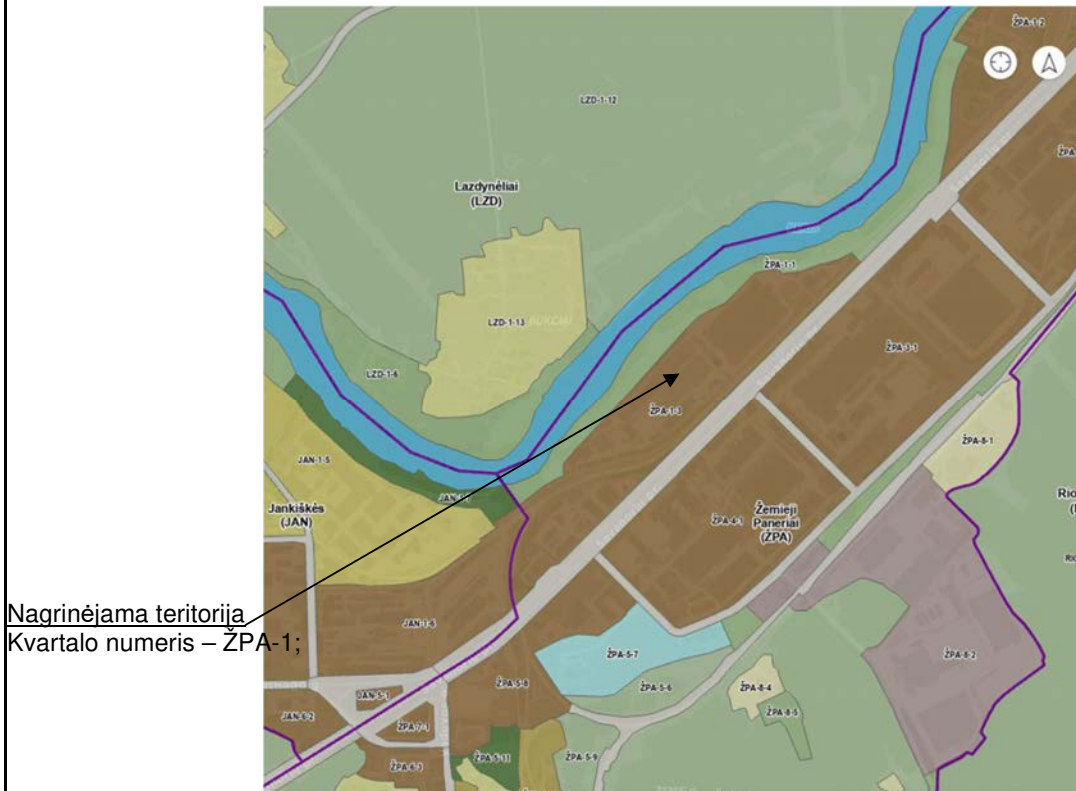 ŽPA-1-2
LZD-1-12
Lazdynėliai
(LZD)
ŽPA-1-1
BUKČIAI
LZD-1-13
ŽPA-3-1
LZD-1-6
ŽPA-1-3
ŽPA-8-1
JAN-1-5
Jankiškės
(JAN)
ŽPA-4-1
Žemieji
Paneriai
(ŽPA)
Nagrinėjama teritorija
Kvartalo numeris – ŽPA-1;
JAN-1-6
ŽPA-5-7
ŽPA-8-2
ŽPA-5-8
ŽPA-5-6
ŽPA-8-4
JAN-5-1
ŽPA-8-5
JAN-6-2
ŽPA-7-1
ŽPA-5-11
ŽPA-5-9
ŽPA-6-3